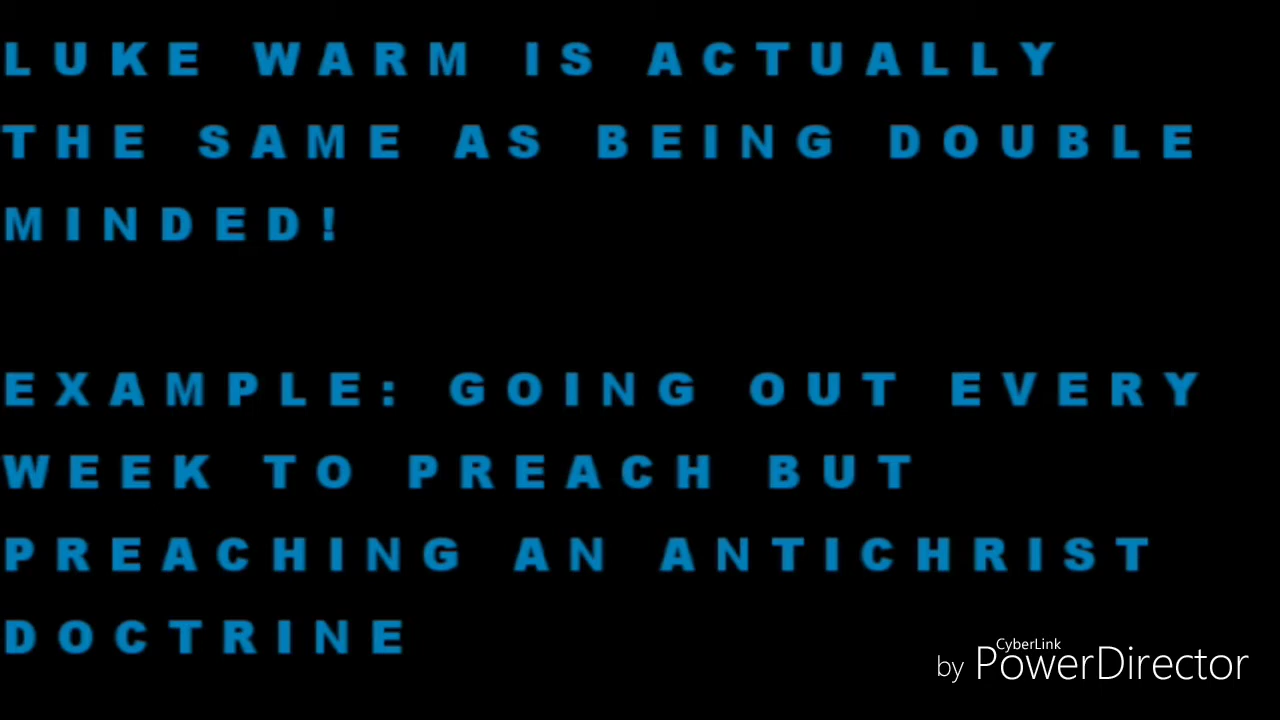 LUKE WARM IS ACTUALLY
THE SAME AS BEING DOUBLE
MINDED!
EXAMPLE: GOING OUT EVERY
WEEK TO PREACH BUT
PREACHING AN ANTICHRIST
DOCTRINE
CyberLink
by PowerDirector